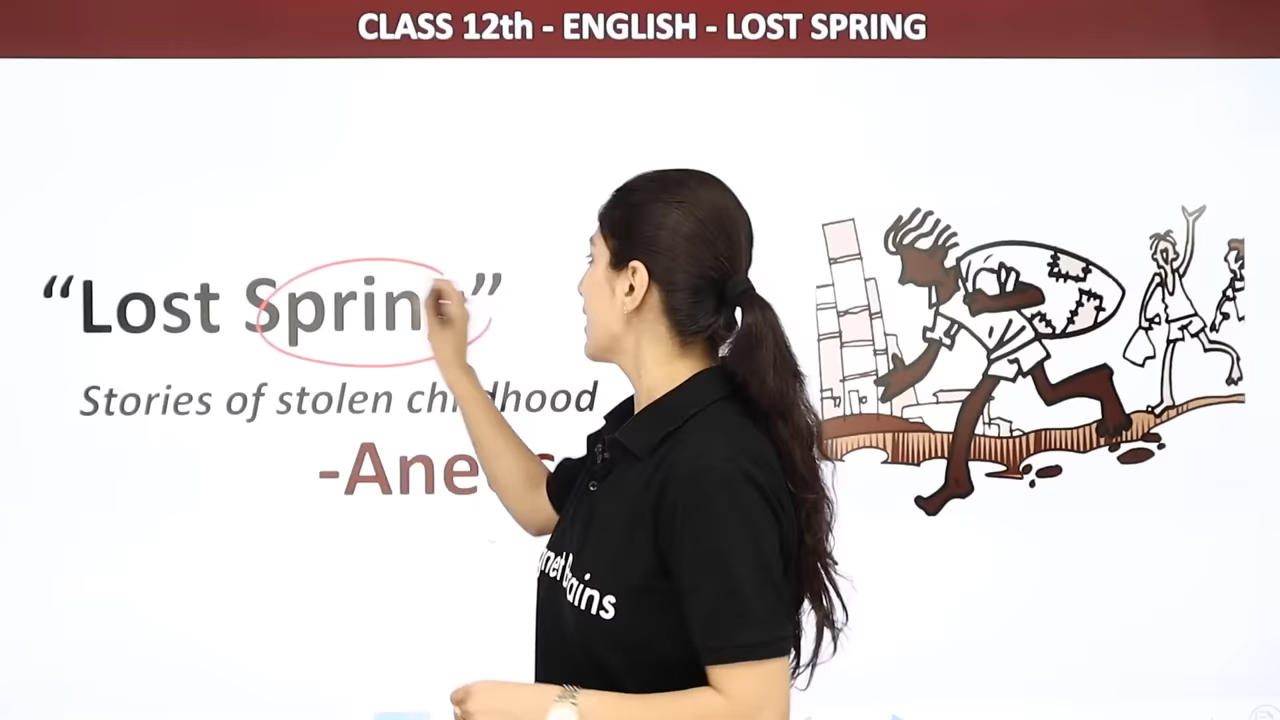 CLASS 12th - ENGLISH - LOST SPRING
“Lost Spring”
Stories of stolen childhood